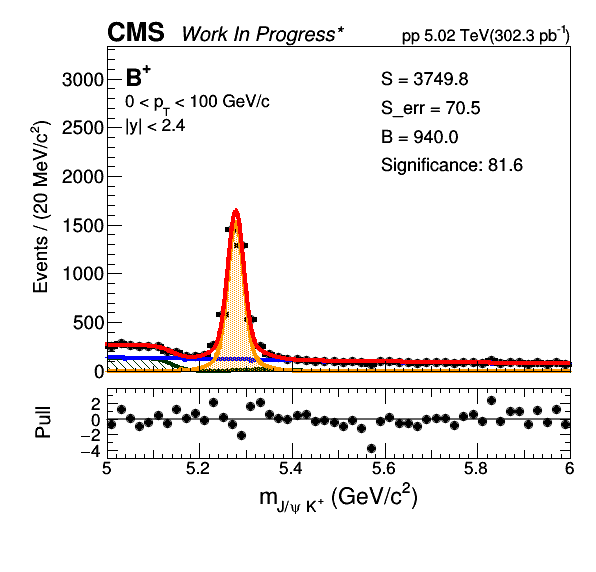 CMS Work In Progress* pp 5.02 TeV(302.3 pb⁻¹)
B⁺
0 < p_T < 100 GeV/c
|y| < 2.4
S = 3749.8
S_err = 70.5
B = 940.0
Significance: 81.6
Events / (20 MeV/c²)
3000
2500
2000
1500
1000
500
0
Pull
2
0
−2
−4
5 5.2 5.4 5.6 5.8 6
m_{J/ψ K⁺} (GeV/c²)